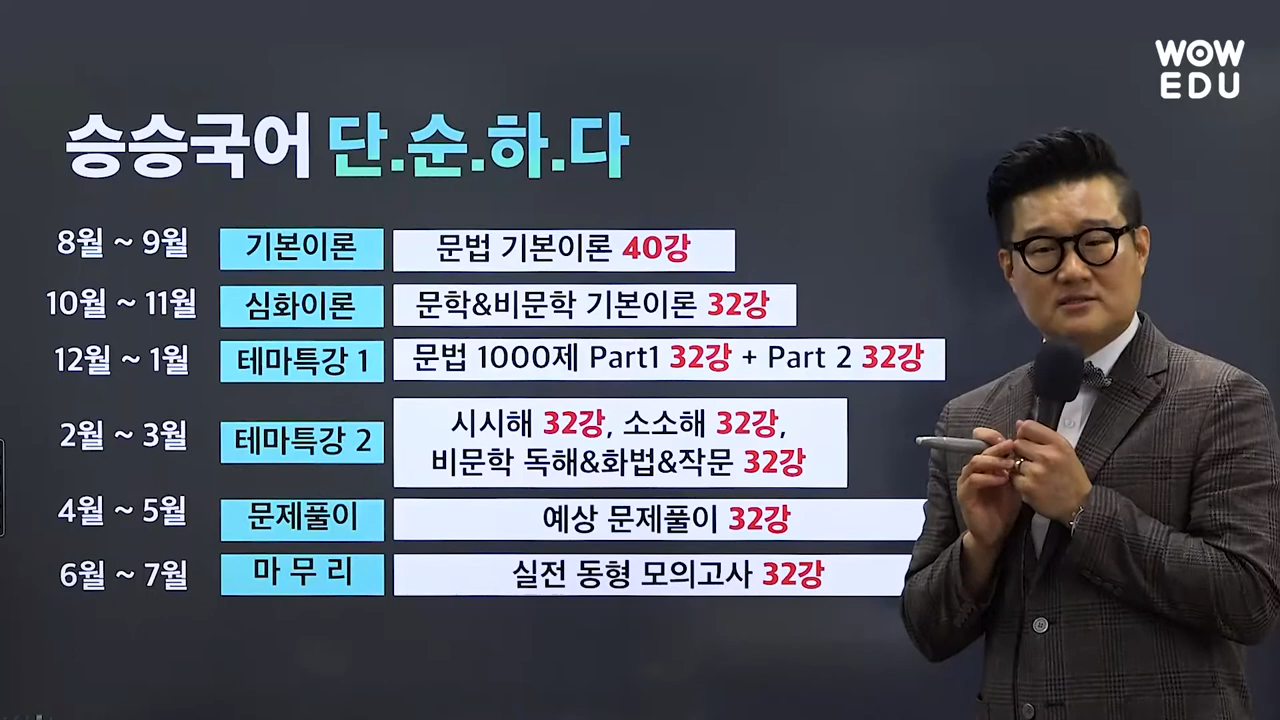 WOW
EDU
승승국어 단.순.하.다
8월 ~ 9월 기본이론 문법 기본이론 40강
10월 ~ 11월 심화이론 문학&비문학 기본이론 32강
12월 ~ 1월 테마특강 1 문법 1000제 Part1 32강 + Part 2 32강
2월 ~ 3월 테마특강 2 시시해 32강, 소소해 32강,
비문학 독해&화법&작문 32강
4월 ~ 5월 문제풀이 예상 문제풀이 32강
6월 ~ 7월 마 무 리 실전 동형 모의고사 32강